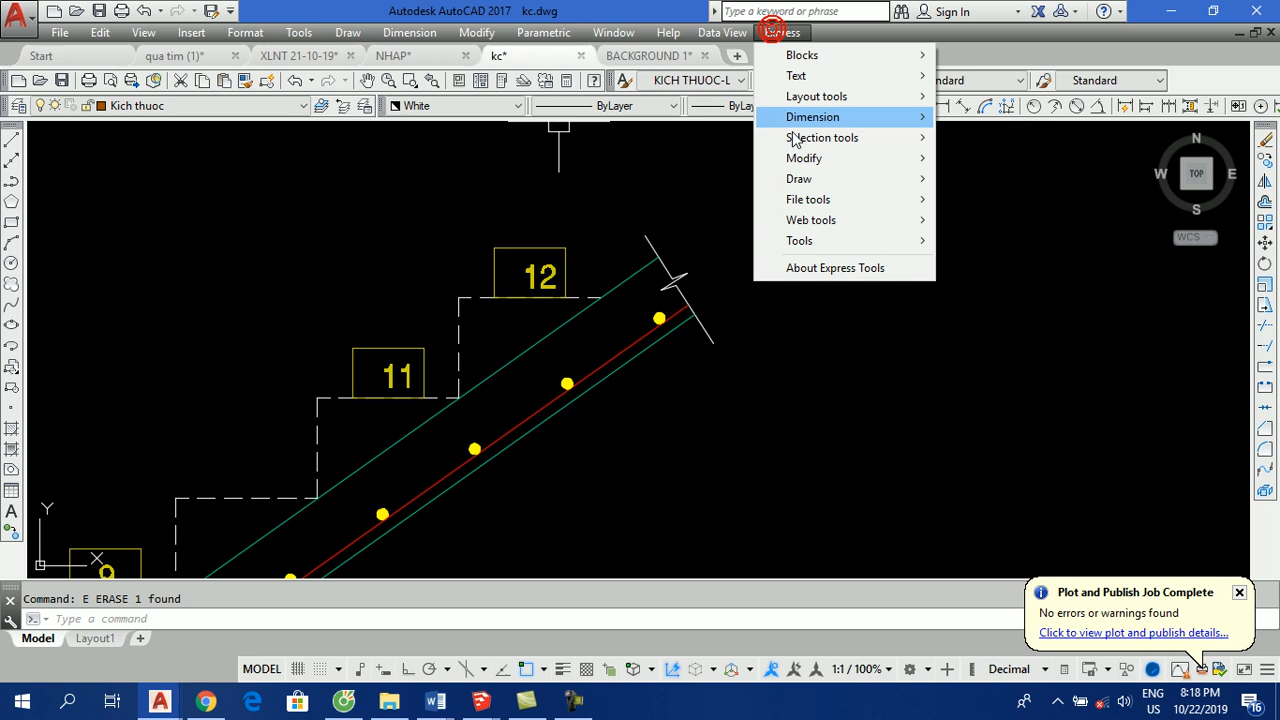 Autodesk AutoCAD 2017 kc.dwg
Type a keyword or phrase
Sign In
File Edit View Insert Format Tools Draw Dimension Modify Parametric Window Help Data View Express
Start qua tim (1)* XLNT 21-10-19* NHAP* kc* BACKGROUND 1*
KICH THUOC-L
ndard
Standard
Kich thuoc
White
ByLayer
ByLay
Blocks
Text
Layout tools
Dimension
Selection tools
Modify
Draw
File tools
Web tools
Tools
About Express Tools
N
W TOP E
S
WCS
12
11
9
Y
X
Command: E ERASE 1 found
Type a command
Plot and Publish Job Complete
No errors or warnings found
Click to view plot and publish details...
Model Layout1
MODEL
1:1 / 100%
Decimal
ENG
US
8:18 PM
10/22/2019
16